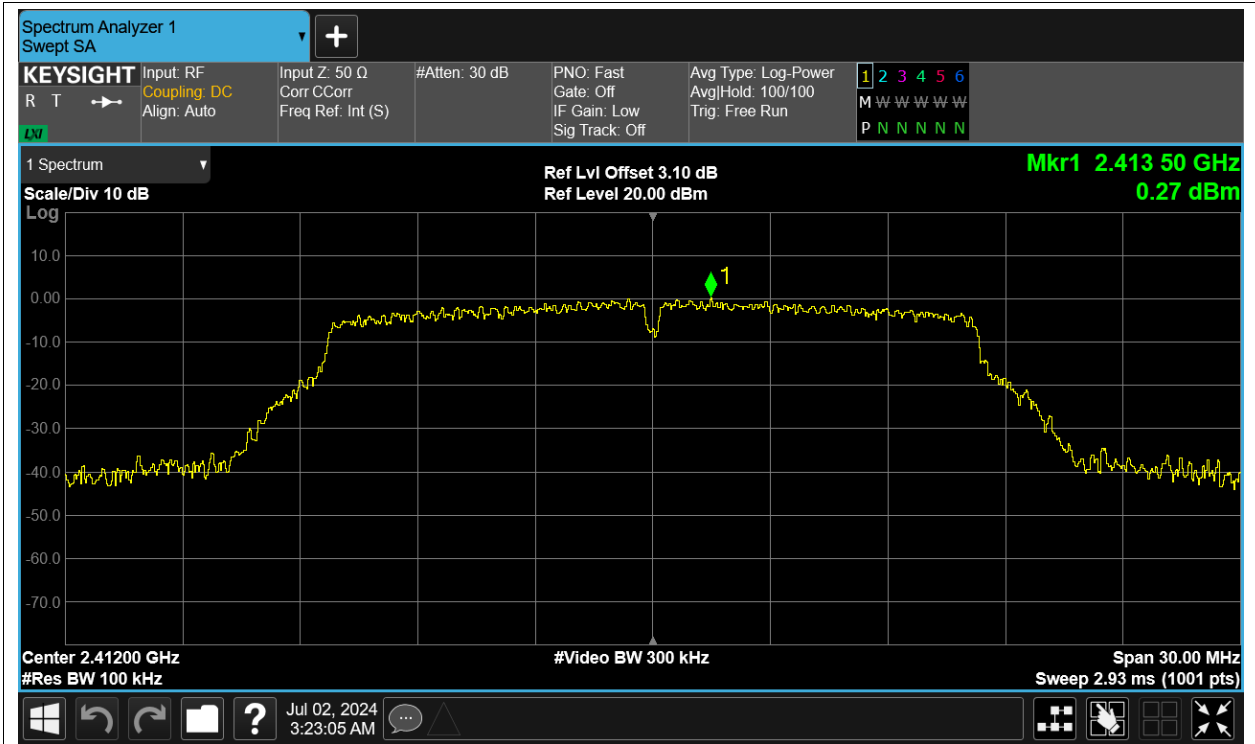 Spectrum Analyzer 1
Swept SA
KEYSIGHT
R T
LXI
Input: RF
Coupling: DC
Align: Auto
Input Z: 50 Ω
Corr CCorr
Freq Ref: Int (S)
#Atten: 30 dB
PNO: Fast
Gate: Off
IF Gain: Low
Sig Track: Off
Avg Type: Log-Power
Avg|Hold: 100/100
Trig: Free Run
1 2 3 4 5 6
M W W W W W
P N N N N N
1 Spectrum
Scale/Div 10 dB
Log
Ref Lvl Offset 3.10 dB
Ref Level 20.00 dBm
Mkr1 2.413 50 GHz
0.27 dBm
10.0
0.00
-10.0
-20.0
-30.0
-40.0
-50.0
-60.0
-70.0
1
Center 2.41200 GHz
#Res BW 100 kHz
#Video BW 300 kHz
Span 30.00 MHz
Sweep 2.93 ms (1001 pts)
?
Jul 02, 2024
3:23:05 AM